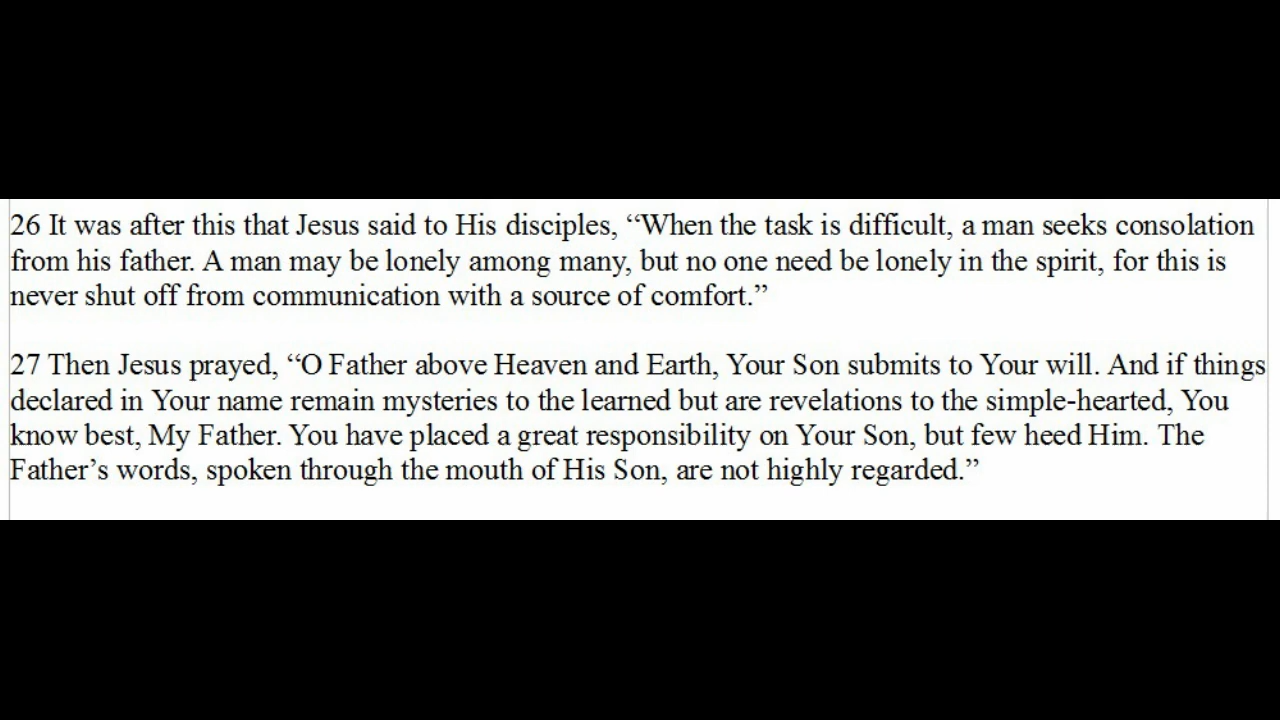 26 It was after this that Jesus said to His disciples, “When the task is difficult, a man seeks consolation
from his father. A man may be lonely among many, but no one need be lonely in the spirit, for this is
never shut off from communication with a source of comfort.”
27 Then Jesus prayed, “O Father above Heaven and Earth, Your Son submits to Your will. And if things
declared in Your name remain mysteries to the learned but are revelations to the simple-hearted, You
know best, My Father. You have placed a great responsibility on Your Son, but few heed Him. The
Father’s words, spoken through the mouth of His Son, are not highly regarded.”